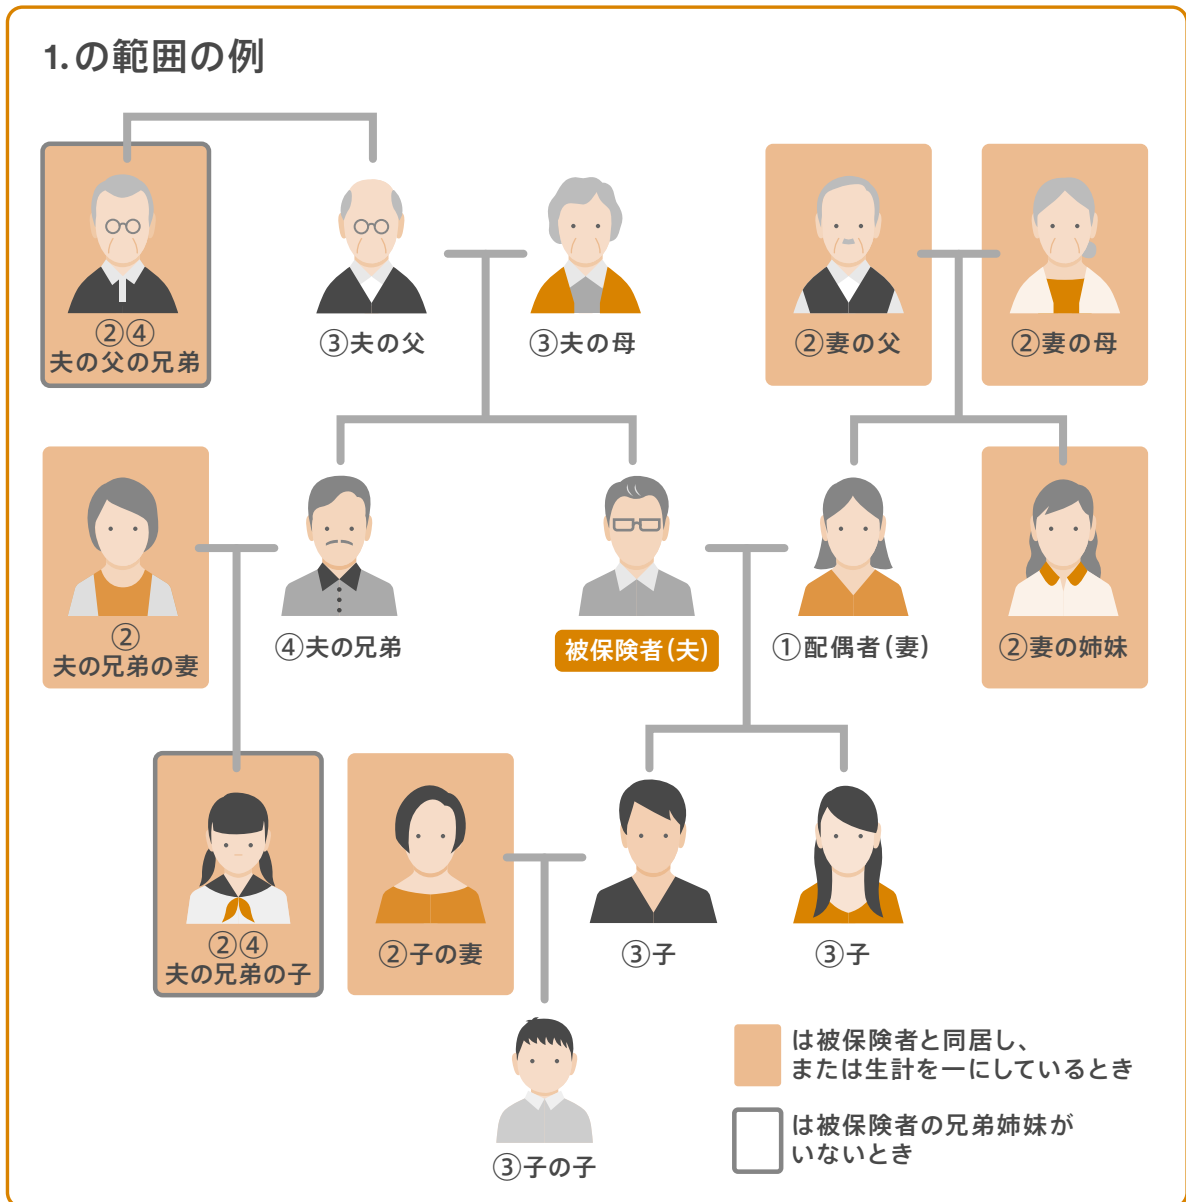 1.の範囲の例
②④
夫の父の兄弟
③夫の父
③夫の母
②妻の父
②妻の母
②
夫の兄弟の妻
④夫の兄弟
被保険者(夫)
①配偶者(妻)
②妻の姉妹
②④
夫の兄弟の子
②子の妻
③子
③子
③子の子
は被保険者と同居し、
または生計を一にしているとき
は被保険者の兄弟姉妹が
いないとき